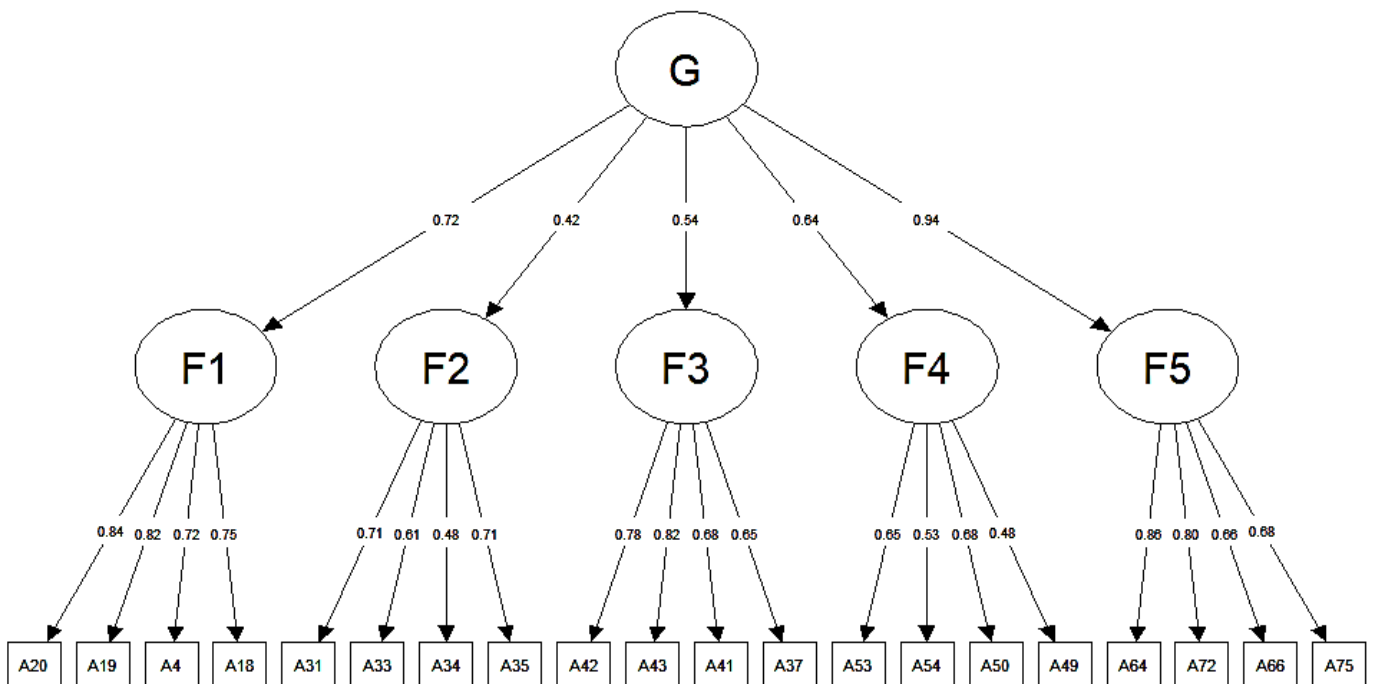 G
0.72 0.42 0.54 0.64 0.94
F1 F2 F3 F4 F5
0.84 0.82 0.72 0.75 0.71 0.61 0.48 0.71 0.78 0.82 0.68 0.65 0.65 0.53 0.68 0.48 0.86 0.80 0.66 0.68
A20 A19 A4 A18 A31 A33 A34 A35 A42 A43 A41 A37 A53 A54 A50 A49 A64 A72 A66 A75